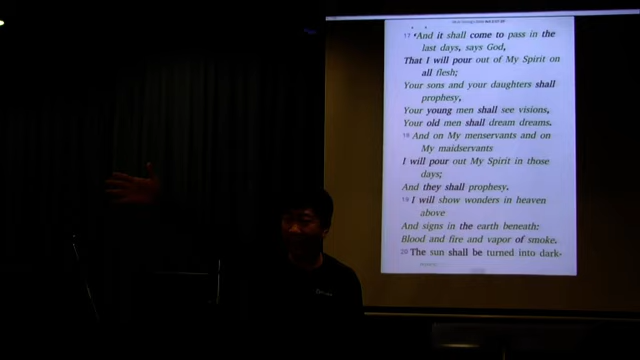 17 'And it shall come to pass in the
last days, says God,
That I will pour out of My Spirit on
all flesh;
Your sons and your daughters shall
prophesy,
Your young men shall see visions,
Your old men shall dream dreams.
18 And on My menservants and on
My maidservants
I will pour out My Spirit in those
days;
And they shall prophesy.
19 I will show wonders in heaven
above
And signs in the earth beneath:
Blood and fire and vapor of smoke.
20 The sun shall be turned into dark-